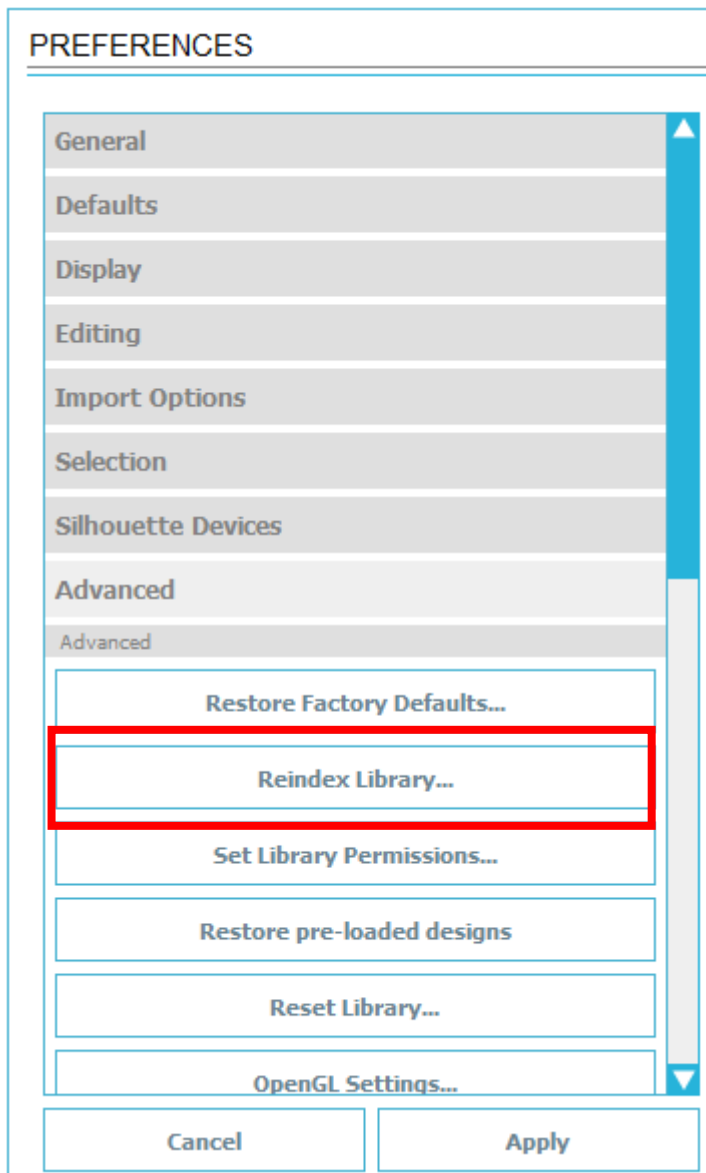 PREFERENCES
General
Defaults
Display
Editing
Import Options
Selection
Silhouette Devices
Advanced
Advanced
Restore Factory Defaults...
Reindex Library...
Set Library Permissions...
Restore pre-loaded designs
Reset Library...
OpenGL Settings...
Cancel
Apply